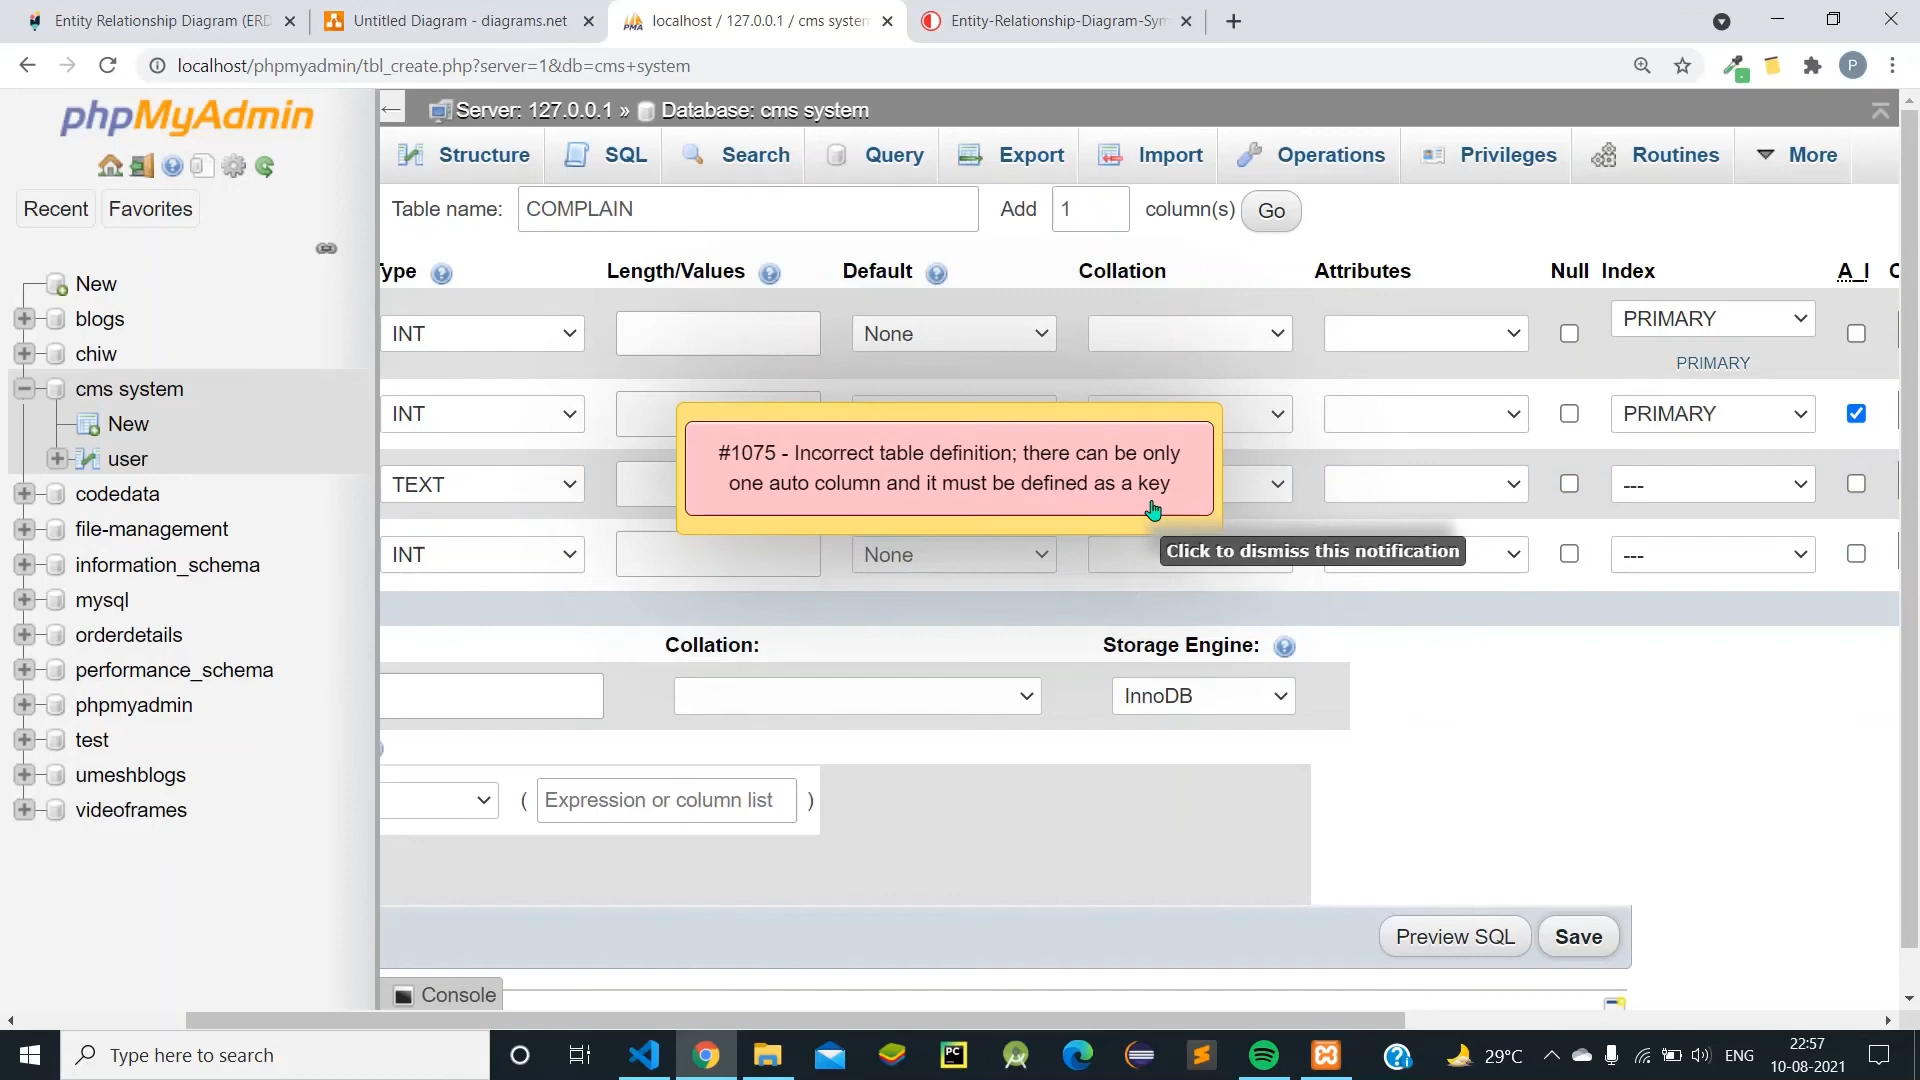 Entity Relationship Diagram (ERD
Untitled Diagram - diagrams.net
localhost / 127.0.0.1 / cms system
Entity-Relationship-Diagram-Sym
localhost/phpmyadmin/tbl_create.php?server=1&db=cms+system
P
phpMyAdmin
Recent
Favorites
New
blogs
chiw
cms system
New
user
codedata
file-management
information_schema
mysql
orderdetails
performance_schema
phpmyadmin
test
umeshblogs
videoframes
Server: 127.0.0.1 » Database: cms system
Structure
SQL
Search
Query
Export
Import
Operations
Privileges
Routines
More
Table name:
COMPLAIN
Add
1
column(s)
Go
ype
Length/Values
Default
Collation
Attributes
Null
Index
A_I
C
INT
None
PRIMARY
PRIMARY
INT
PRIMARY
TEXT
---
INT
None
---
#1075 - Incorrect table definition; there can be only
one auto column and it must be defined as a key
Click to dismiss this notification
Collation:
Storage Engine:
InnoDB
( Expression or column list )
Preview SQL
Save
Console
Type here to search
PC
29°C
ENG
22:57
10-08-2021